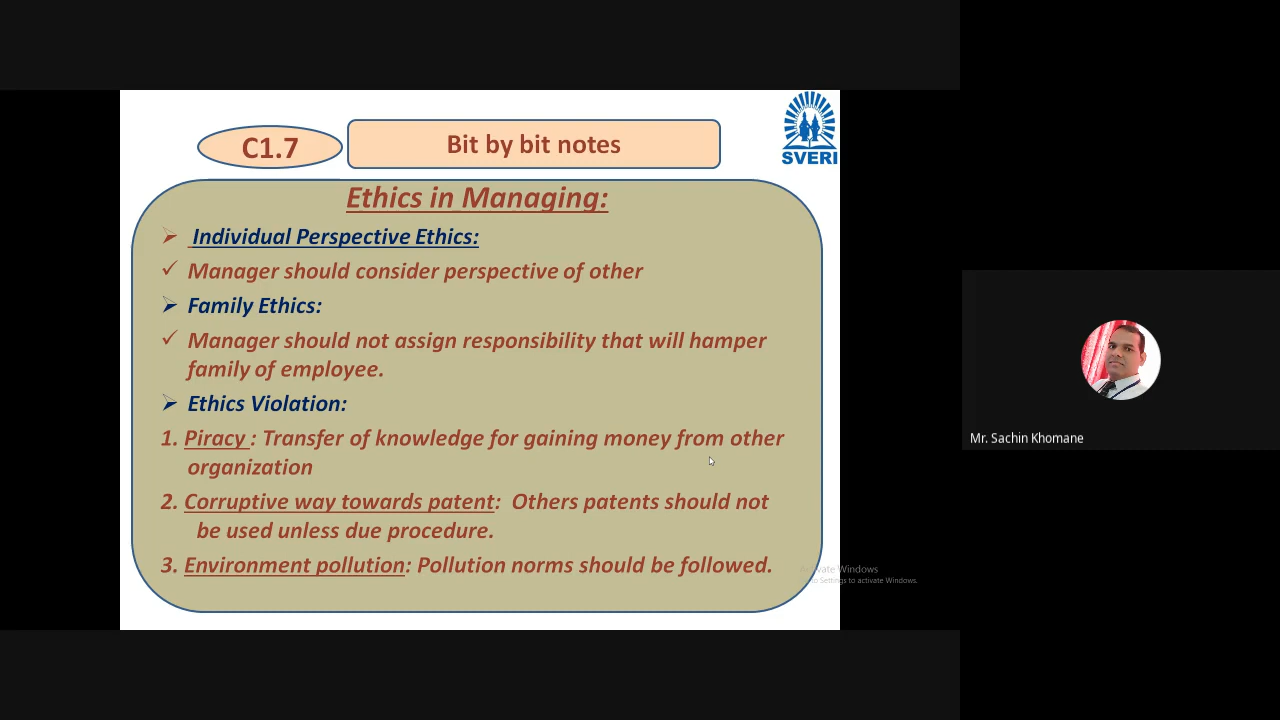 C1.7
Bit by bit notes
SVERI
Ethics in Managing:
Individual Perspective Ethics:
Manager should consider perspective of other
Family Ethics:
Manager should not assign responsibility that will hamper
family of employee.
Ethics Violation:
1. Piracy : Transfer of knowledge for gaining money from other
organization
2. Corruptive way towards patent: Others patents should not
be used unless due procedure.
3. Environment pollution: Pollution norms should be followed.
Activate Windows
to Settings to activate Windows.
Mr. Sachin Khomane